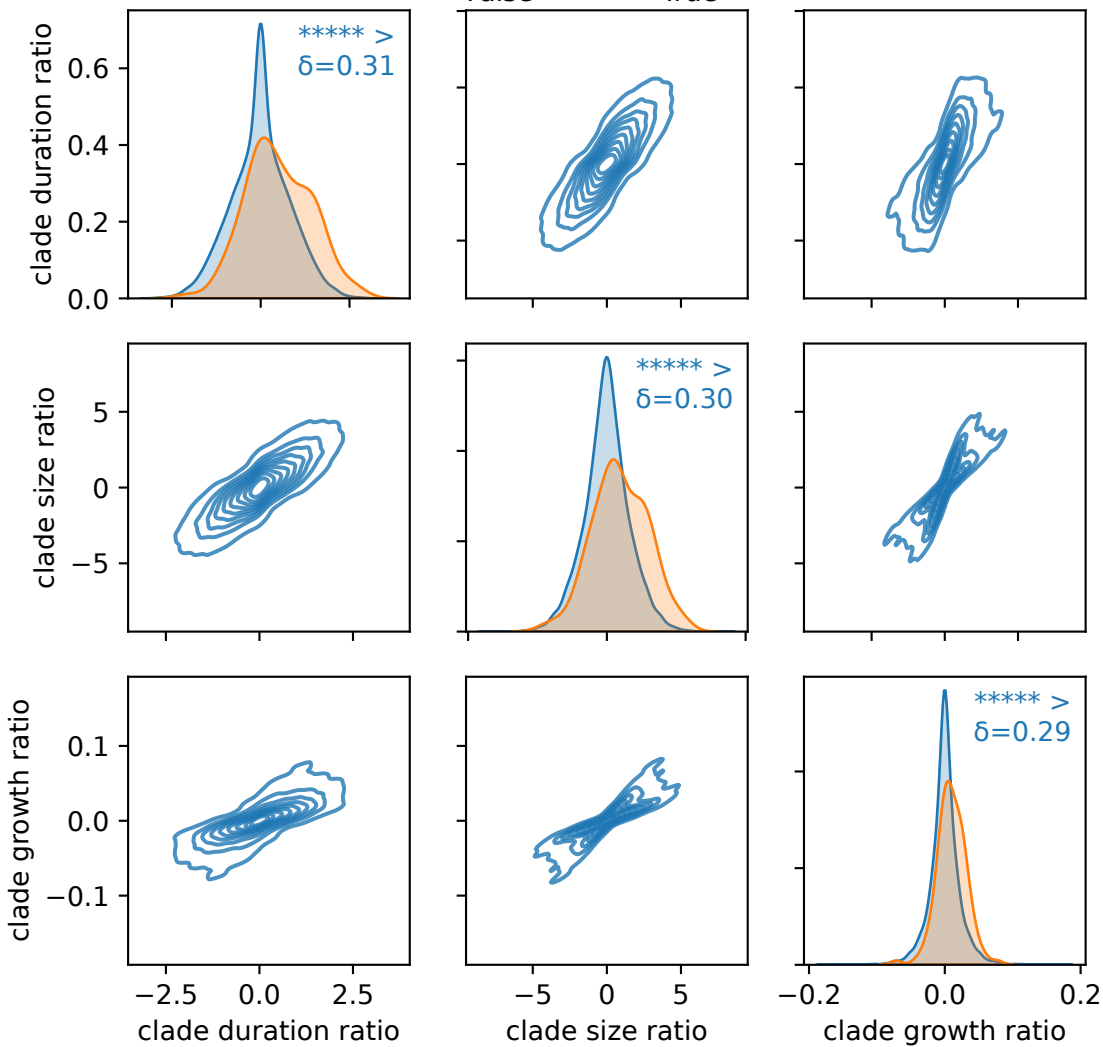 ***** >
δ=0.31
clade duration ratio
0.6
0.4
0.2
0.0
***** >
δ=0.30
clade size ratio
5
0
−5
***** >
δ=0.29
clade growth ratio
0.1
0.0
−0.1
−2.5 0.0 2.5 −5 0 5 −0.2 0.0 0.2
clade duration ratio clade size ratio clade growth ratio